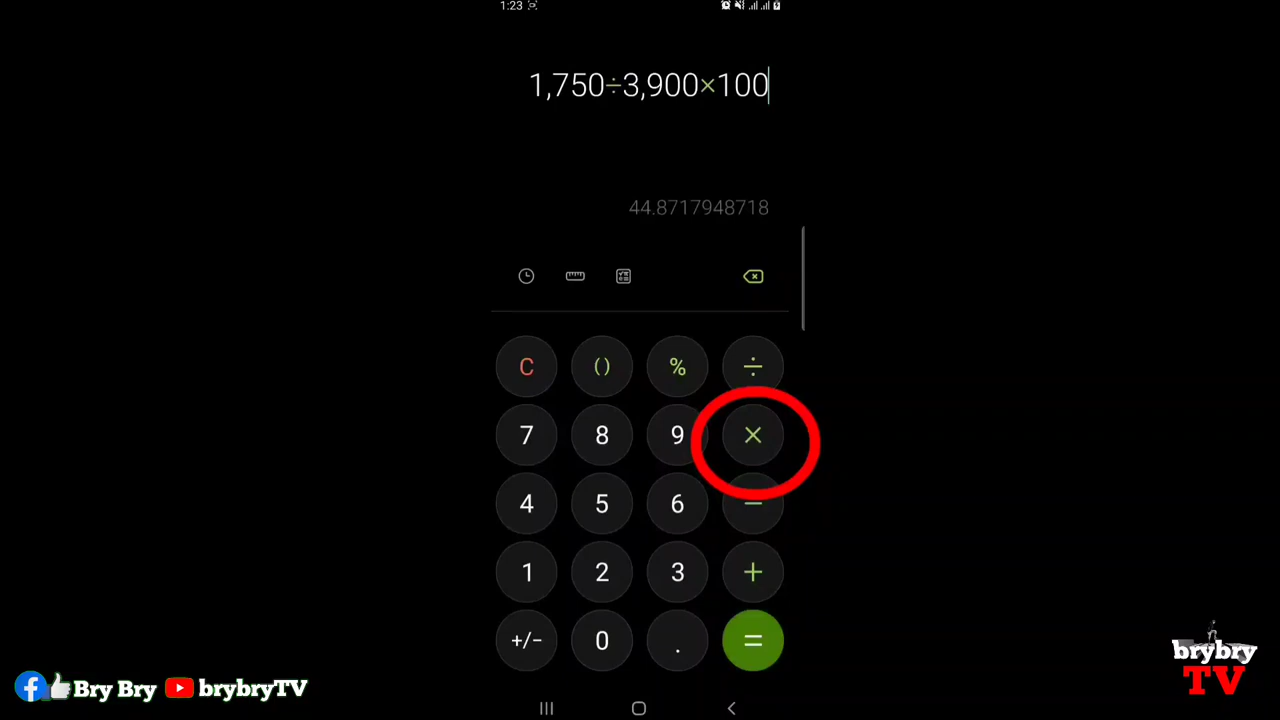 1:23
1,750÷3,900×100
44.8717948718
C () % ÷
7 8 9 ×
4 5 6 −
1 2 3 +
+/− 0 . =
Bry Bry brybryTV
brybry
TV